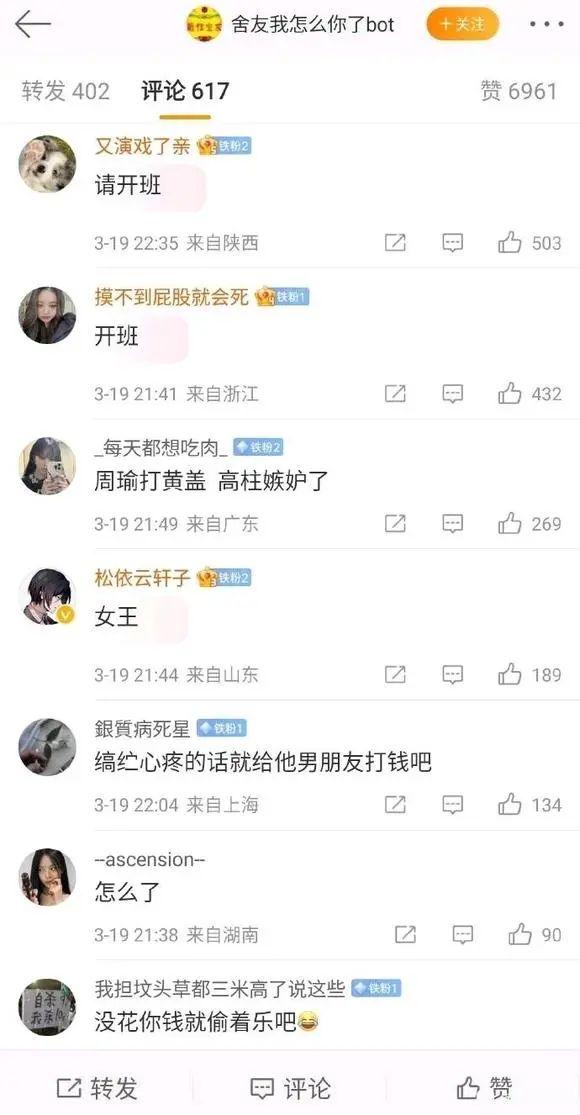 舍友我怎么你了bot
+关注
转发 402
评论 617
赞 6961
又演戏了亲 铁粉2
请开班
3-19 22:35 来自陕西
503
摸不到屁股就会死 铁粉1
开班
3-19 21:41 来自浙江
432
_每天都想吃肉_ 铁粉2
周瑜打黄盖 高柱嫉妒了
3-19 21:49 来自广东
269
松依云轩子 铁粉2
女王
3-19 21:44 来自山东
189
銀質病死星 铁粉1
缟纻心疼的话就给他男朋友打钱吧
3-19 22:04 来自上海
134
--ascension--
怎么了
3-19 21:38 来自湖南
90
我担坟头草都三米高了说这些 铁粉1
没花你钱就偷着乐吧
转发
评论
赞